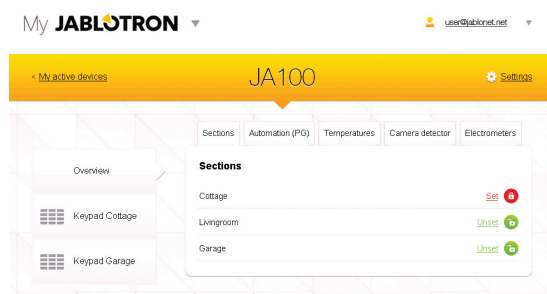 My JABLOTRON user@jablonet.net
< My active devices JA100 Settings
Sections Automation (PG) Temperatures Camera detector Electrometers
Overview
Keypad Cottage
Keypad Garage
Sections
Cottage Set
Livingroom Unset
Garage Unset